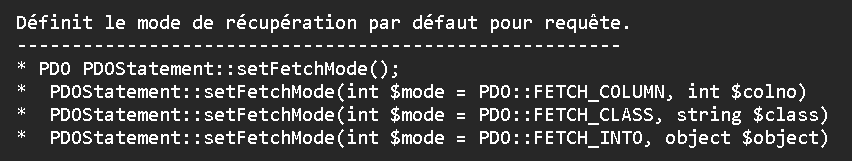 Définit le mode de récupération par défaut pour requête.
-------------------------------------------------------
* PDO PDOStatement::setFetchMode();
*  PDOStatement::setFetchMode(int $mode = PDO::FETCH_COLUMN, int $colno)
*  PDOStatement::setFetchMode(int $mode = PDO::FETCH_CLASS, string $class)
*  PDOStatement::setFetchMode(int $mode = PDO::FETCH_INTO, object $object)